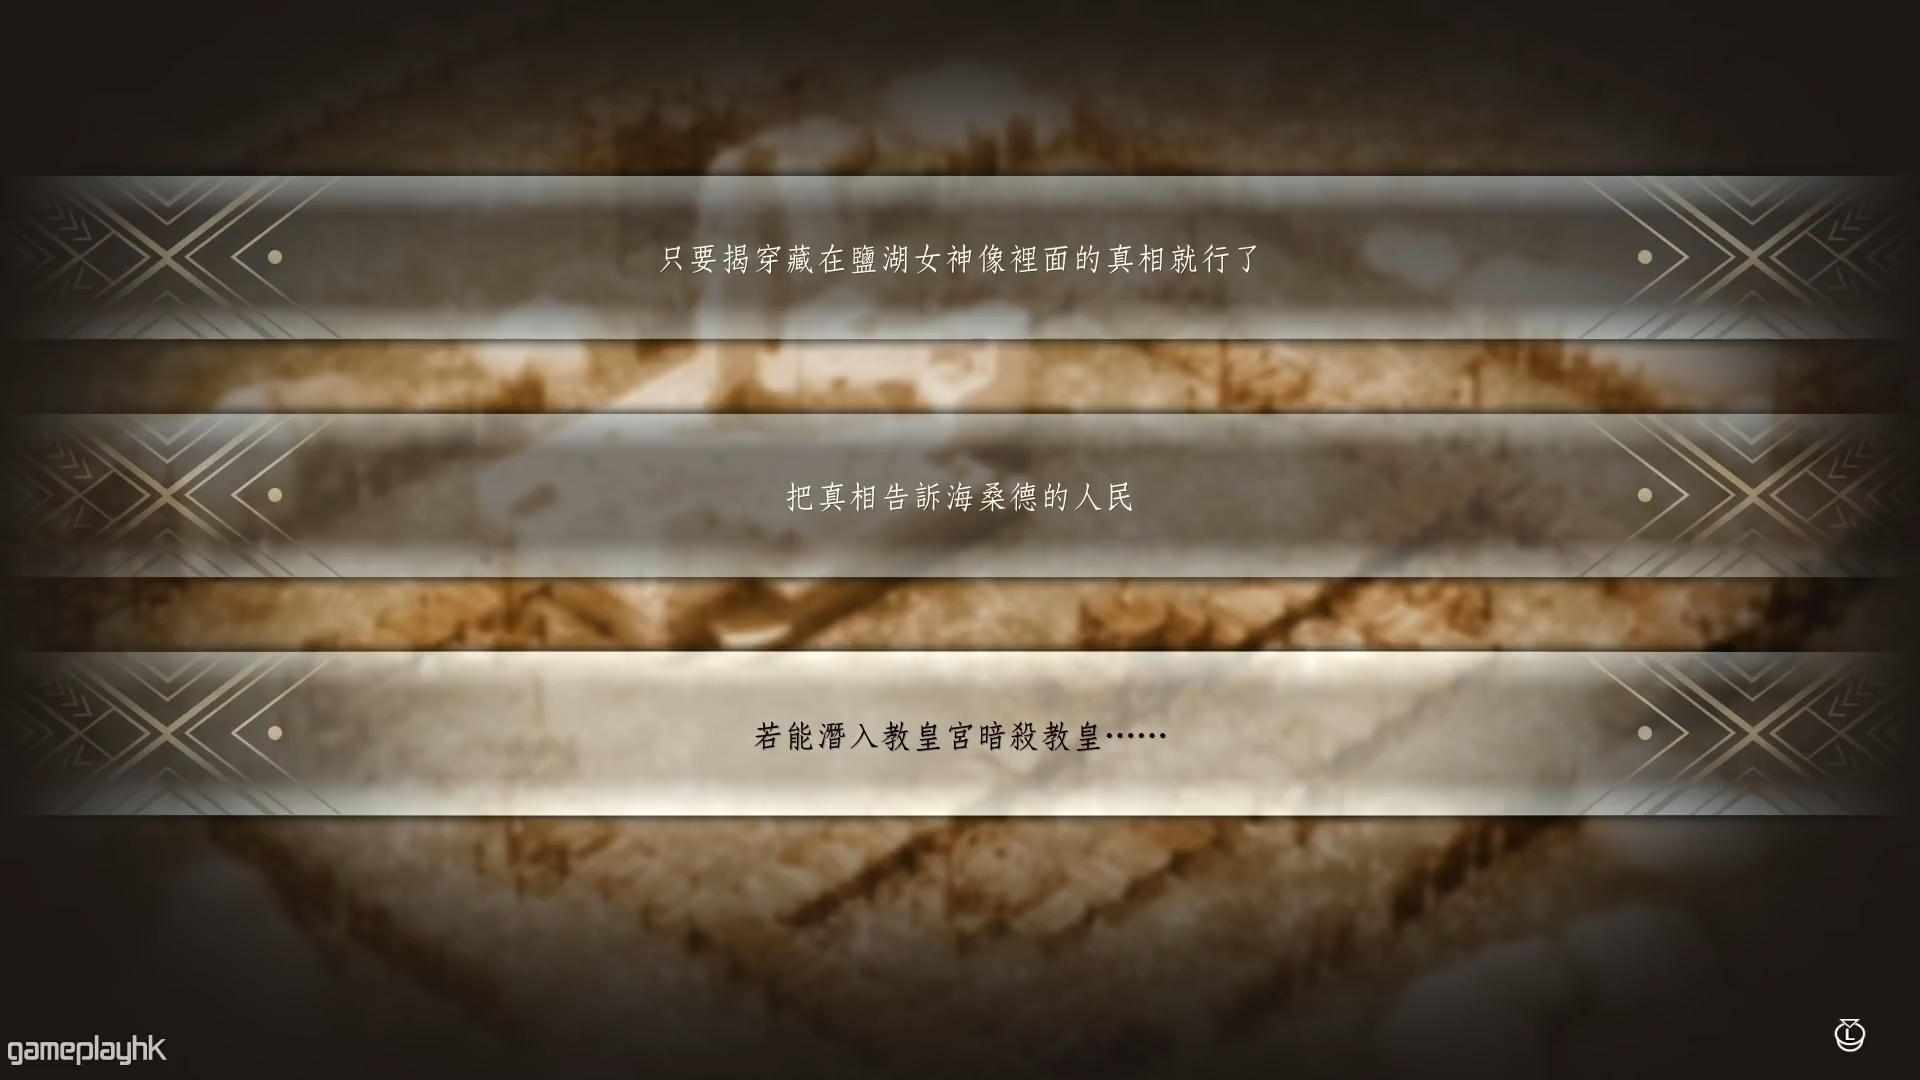 只要揭穿藏在鹽湖女神像裡面的真相就行了
把真相告訴海桑德的人民
若能潛入教皇宮暗殺教皇……
gameplayhk
L